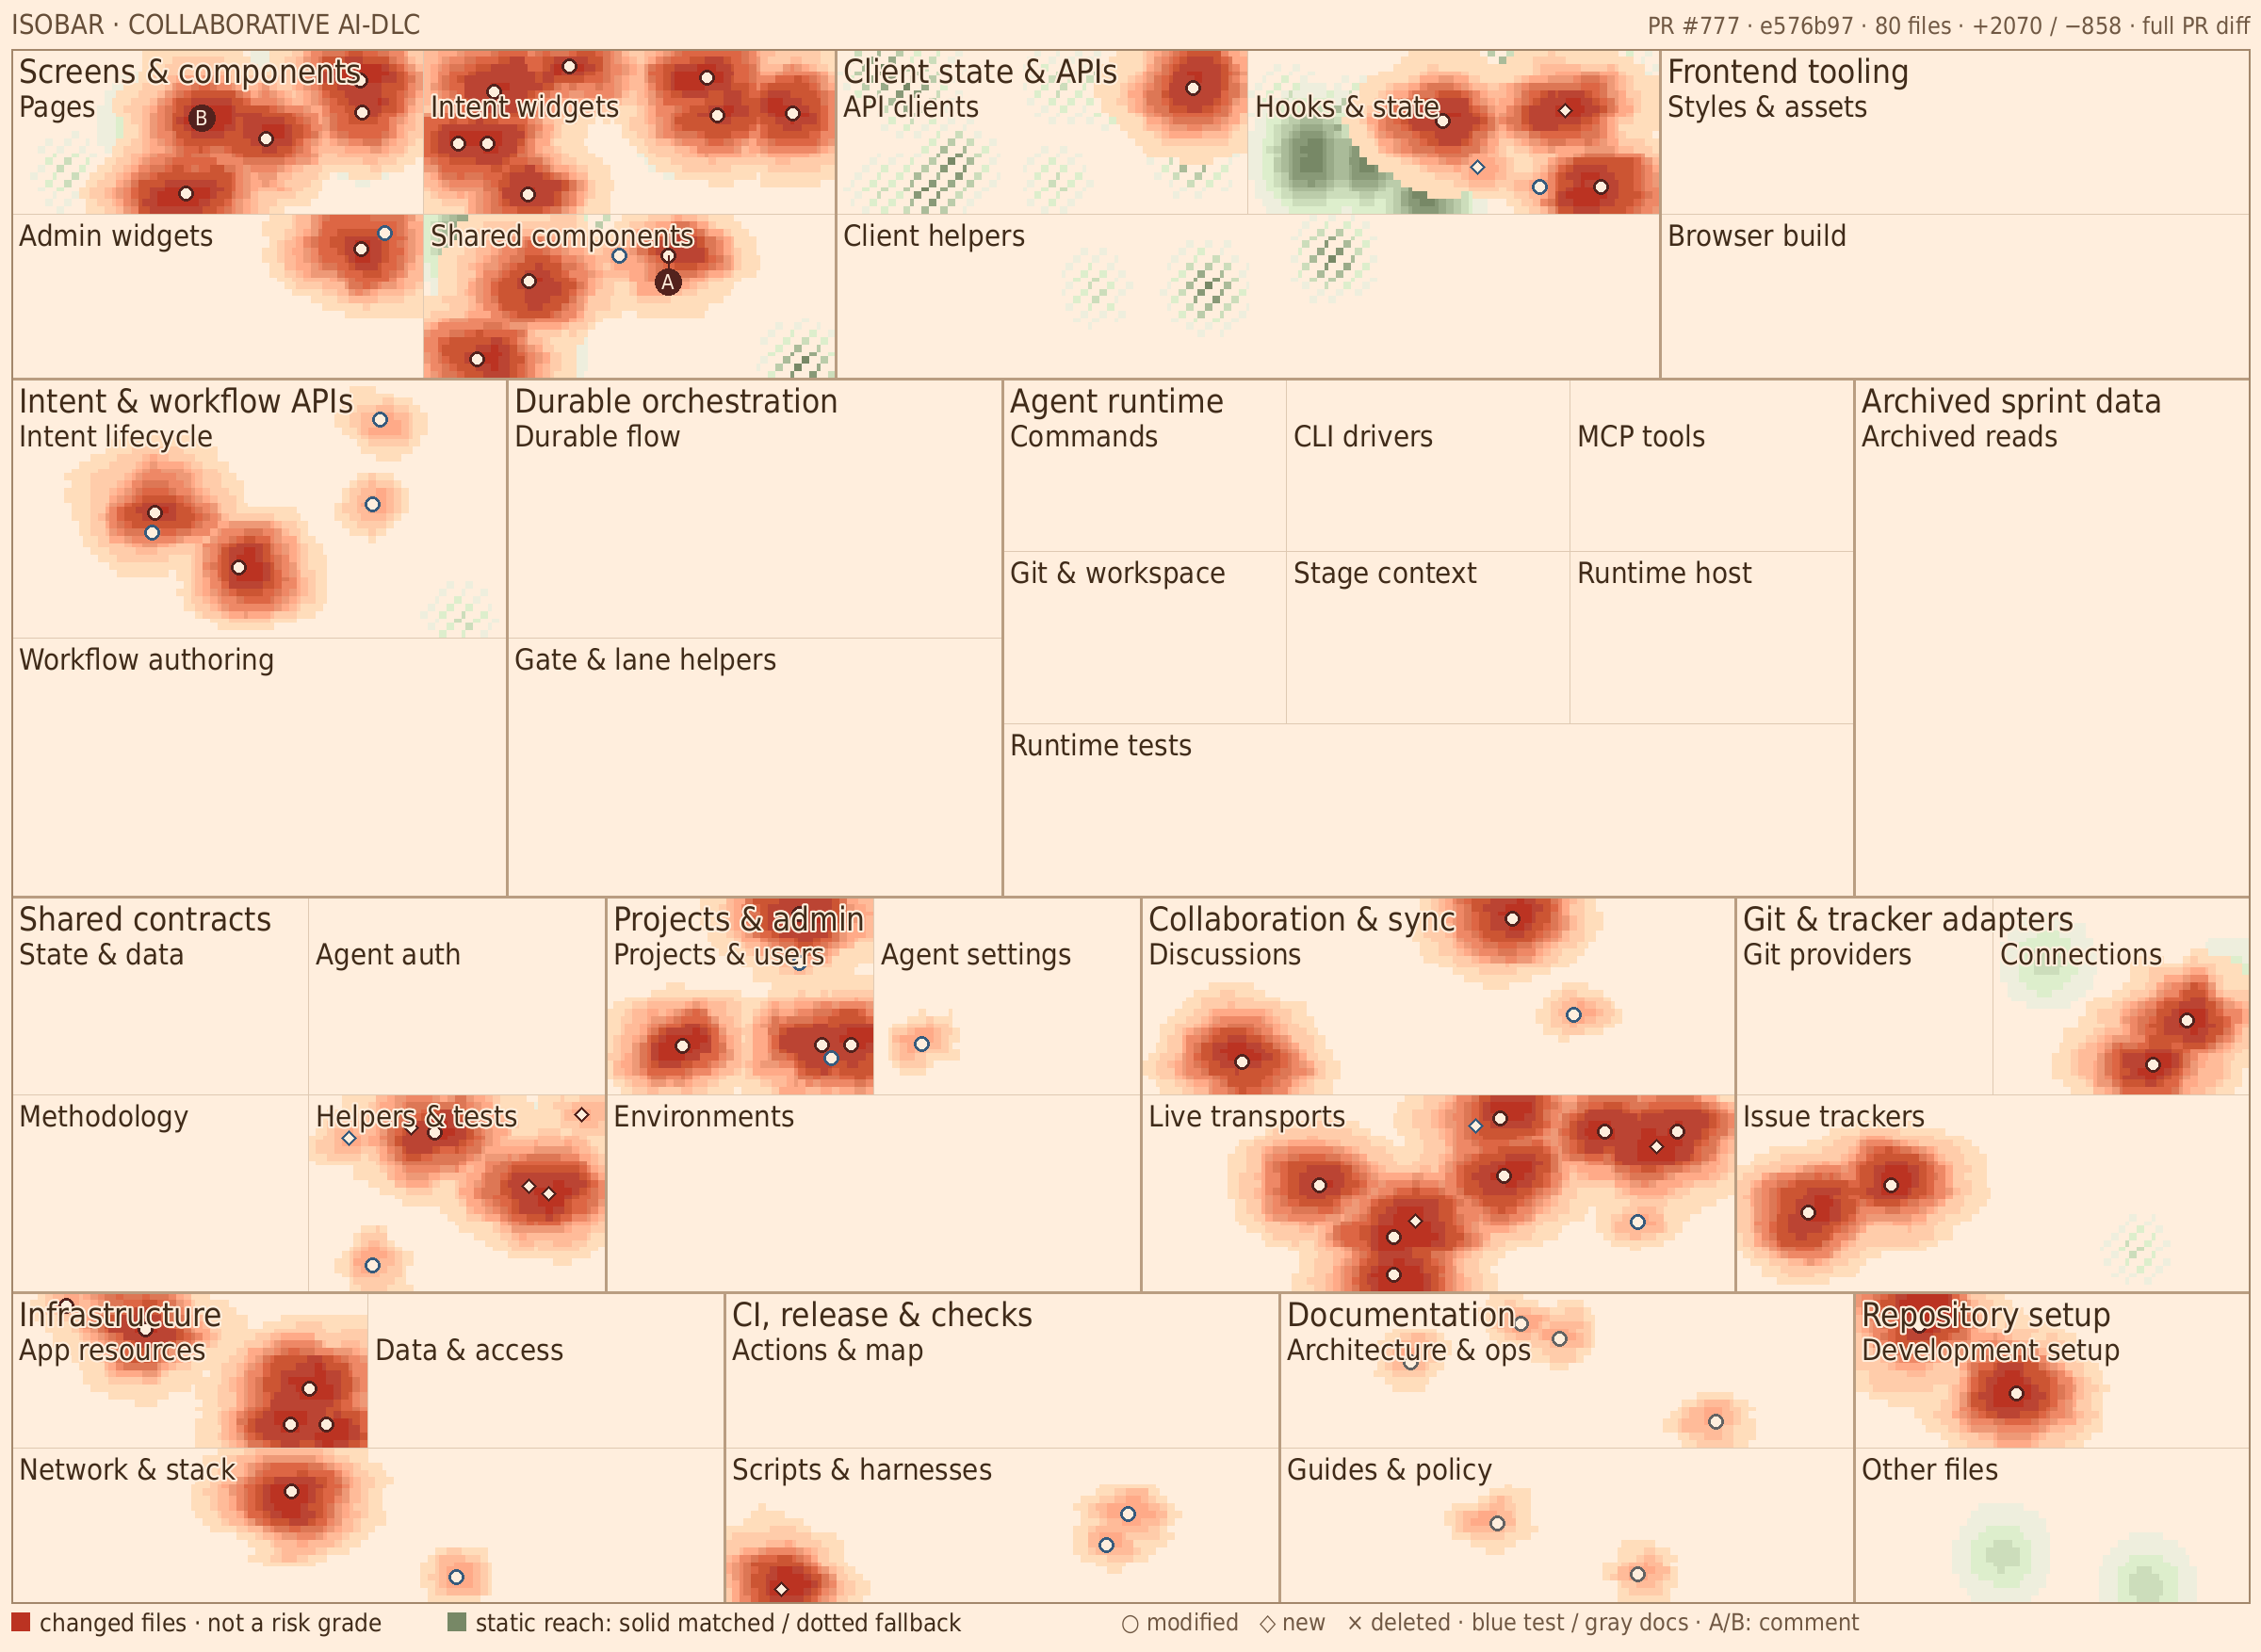 ISOBAR · COLLABORATIVE AI-DLC
PR #777 · e576b97 · 80 files · +2070 / −858 · full PR diff
Screens & components
Pages
Intent widgets
Admin widgets
Shared components
B
A
Client state & APIs
API clients
Hooks & state
Client helpers
Frontend tooling
Styles & assets
Browser build
Intent & workflow APIs
Intent lifecycle
Workflow authoring
Durable orchestration
Durable flow
Gate & lane helpers
Agent runtime
Commands
CLI drivers
MCP tools
Git & workspace
Stage context
Runtime host
Runtime tests
Archived sprint data
Archived reads
Shared contracts
State & data
Agent auth
Methodology
Helpers & tests
Projects & admin
Projects & users
Agent settings
Environments
Collaboration & sync
Discussions
Live transports
Git & tracker adapters
Git providers
Connections
Issue trackers
Infrastructure
App resources
Data & access
Network & stack
CI, release & checks
Actions & map
Scripts & harnesses
Documentation
Architecture & ops
Guides & policy
Repository setup
Development setup
Other files
changed files · not a risk grade
static reach: solid matched / dotted fallback
○ modified ◇ new × deleted · blue test / gray docs · A/B: comment